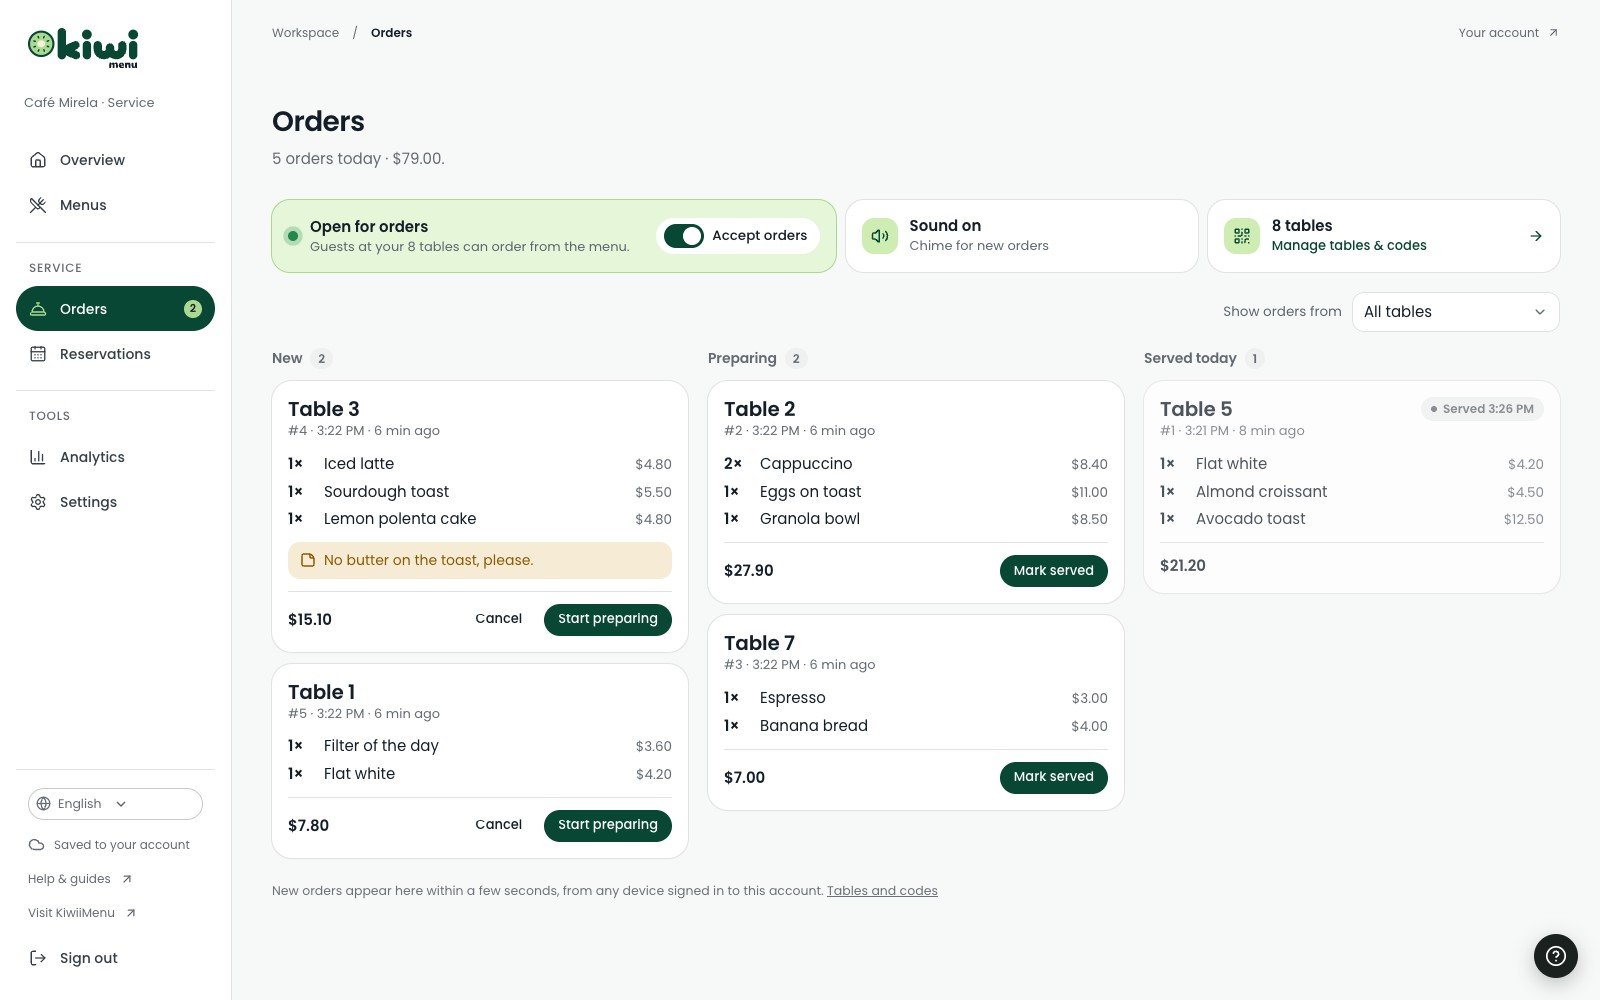 kiwi
menu
Café Mirela · Service
Overview
Menus
SERVICE
Orders 2
Reservations
TOOLS
Analytics
Settings
English
Saved to your account
Help & guides
Visit KiwiiMenu
Sign out
Workspace / Orders
Your account
Orders
5 orders today · $79.00.
Open for orders
Guests at your 8 tables can order from the menu.
Accept orders
Sound on
Chime for new orders
8 tables
Manage tables & codes
Show orders from All tables
New 2
Table 3
#4 · 3:22 PM · 6 min ago
1× Iced latte $4.80
1× Sourdough toast $5.50
1× Lemon polenta cake $4.80
No butter on the toast, please.
$15.10 Cancel Start preparing
Table 1
#5 · 3:22 PM · 6 min ago
1× Filter of the day $3.60
1× Flat white $4.20
$7.80 Cancel Start preparing
Preparing 2
Table 2
#2 · 3:22 PM · 6 min ago
2× Cappuccino $8.40
1× Eggs on toast $11.00
1× Granola bowl $8.50
$27.90 Mark served
Table 7
#3 · 3:22 PM · 6 min ago
1× Espresso $3.00
1× Banana bread $4.00
$7.00 Mark served
Served today 1
Table 5 Served 3:26 PM
#1 · 3:21 PM · 8 min ago
1× Flat white $4.20
1× Almond croissant $4.50
1× Avocado toast $12.50
$21.20
New orders appear here within a few seconds, from any device signed in to this account. Tables and codes